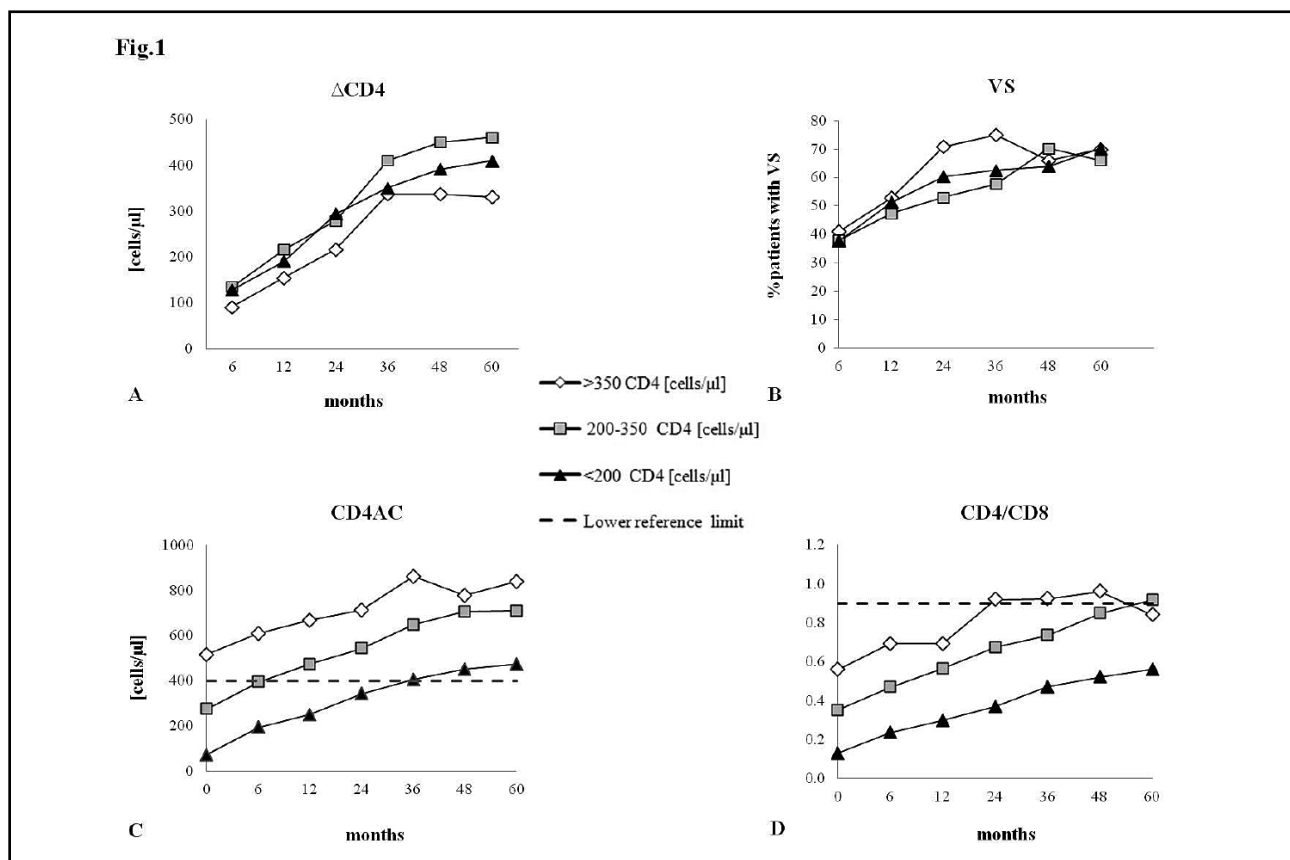 Fig.1
ΔCD4
[cells/µl]
500
400
300
200
100
0
6 12 24 36 48 60
A
months
VS
%patients with VS
80
70
60
50
40
30
20
10
0
6 12 24 36 48 60
B
months
>350 CD4 [cells/µl]
200-350 CD4 [cells/µl]
<200 CD4 [cells/µl]
Lower reference limit
CD4AC
[cells/µl]
1000
800
600
400
200
0
0 6 12 24 36 48 60
C
months
CD4/CD8
1.2
1.0
0.8
0.6
0.4
0.2
0.0
0 6 12 24 36 48 60
D
months